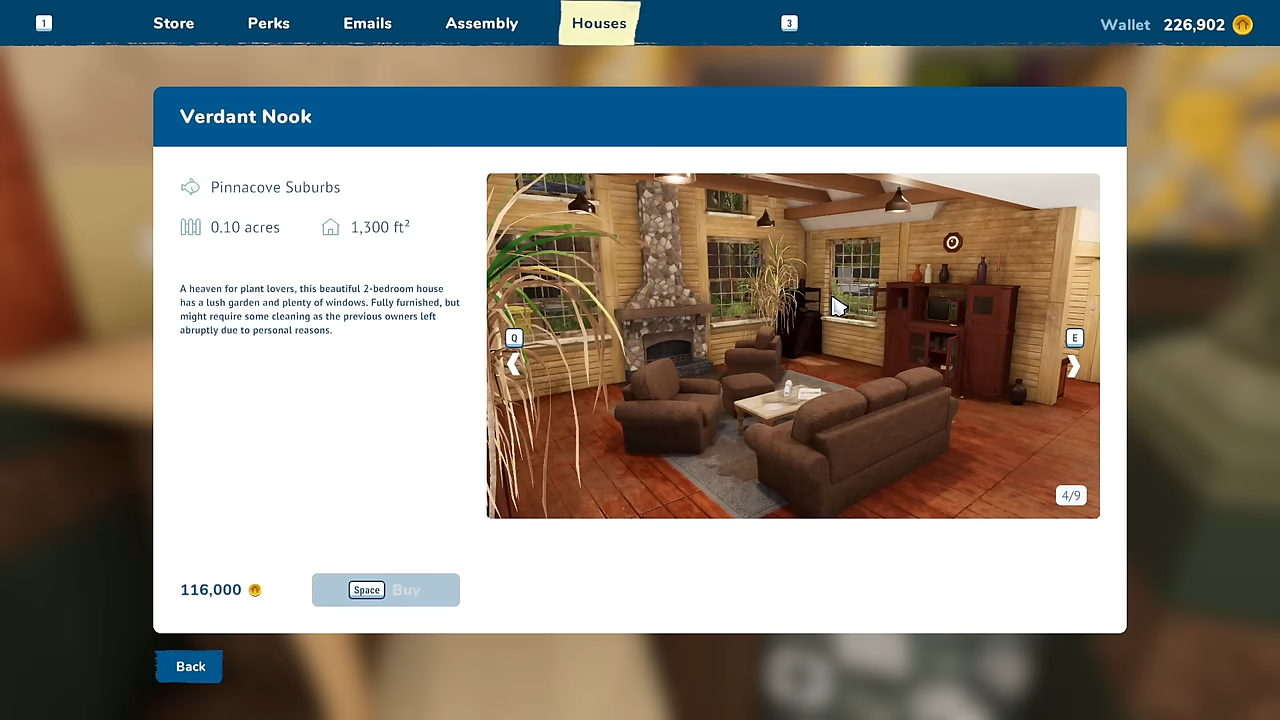 1
Store
Perks
Emails
Assembly
Houses
3
Wallet 226,902
Verdant Nook
Pinnacove Suburbs
0.10 acres
1,300 ft²
A heaven for plant lovers, this beautiful 2-bedroom house
has a lush garden and plenty of windows. Fully furnished, but
might require some cleaning as the previous owners left
abruptly due to personal reasons.
Q
E
4/9
116,000
Space Buy
Back